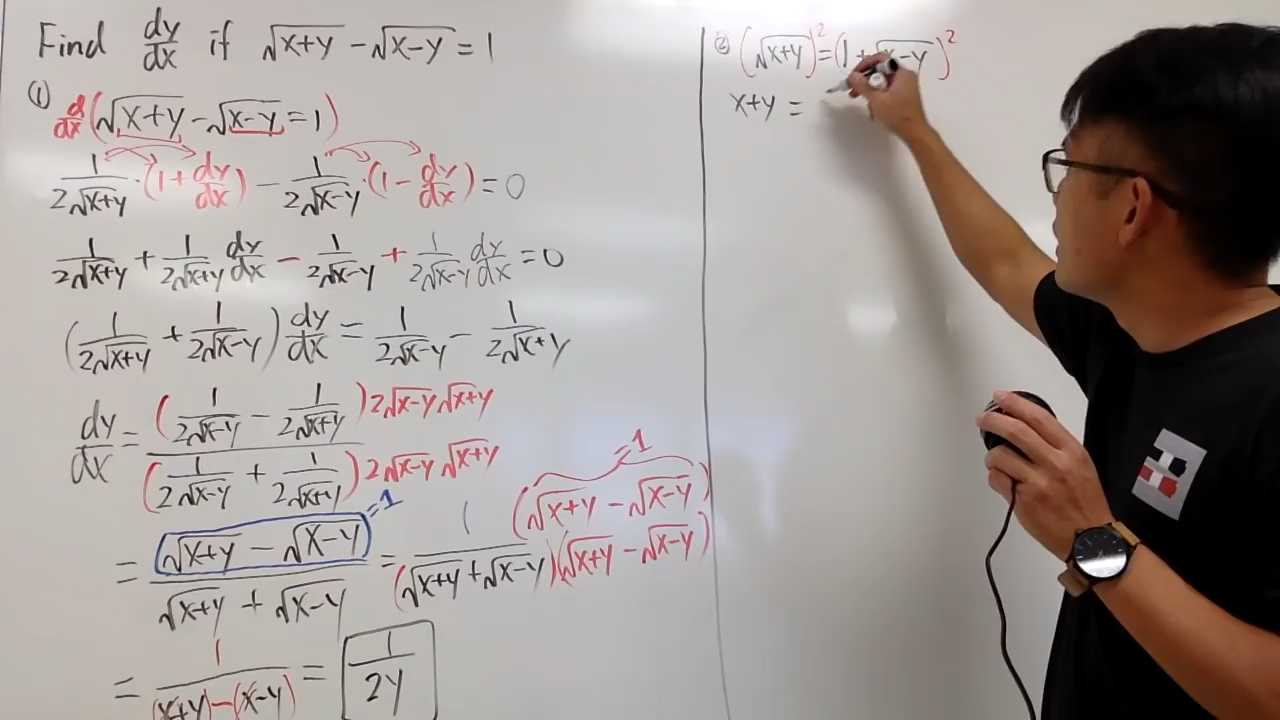 Find dy/dx if √(x+y) - √(x-y) = 1
① d/dx (√(x+y) - √(x-y) = 1)
1/(2√(x+y)) · (1 + dy/dx) - 1/(2√(x-y)) · (1 - dy/dx) = 0
1/(2√(x+y)) + 1/(2√(x+y)) dy/dx - 1/(2√(x-y)) + 1/(2√(x-y)) dy/dx = 0
(1/(2√(x+y)) + 1/(2√(x-y))) dy/dx = 1/(2√(x-y)) - 1/(2√(x+y))
dy/dx = (1/(2√(x-y)) - 1/(2√(x+y))) 2√(x-y) √(x+y) / (1/(2√(x-y)) + 1/(2√(x+y))) 2√(x-y) √(x+y)
= (√(x+y) - √(x-y)) =1 / (√(x+y) + √(x-y)) = 1 (√(x+y) - √(x-y)) =1 / (√(x+y) + √(x-y)) (√(x+y) - √(x-y))
= 1/((x+y) - (x-y)) = 1/(2y)
② (√(x+y))² = (1 + √(x-y))²
x+y =